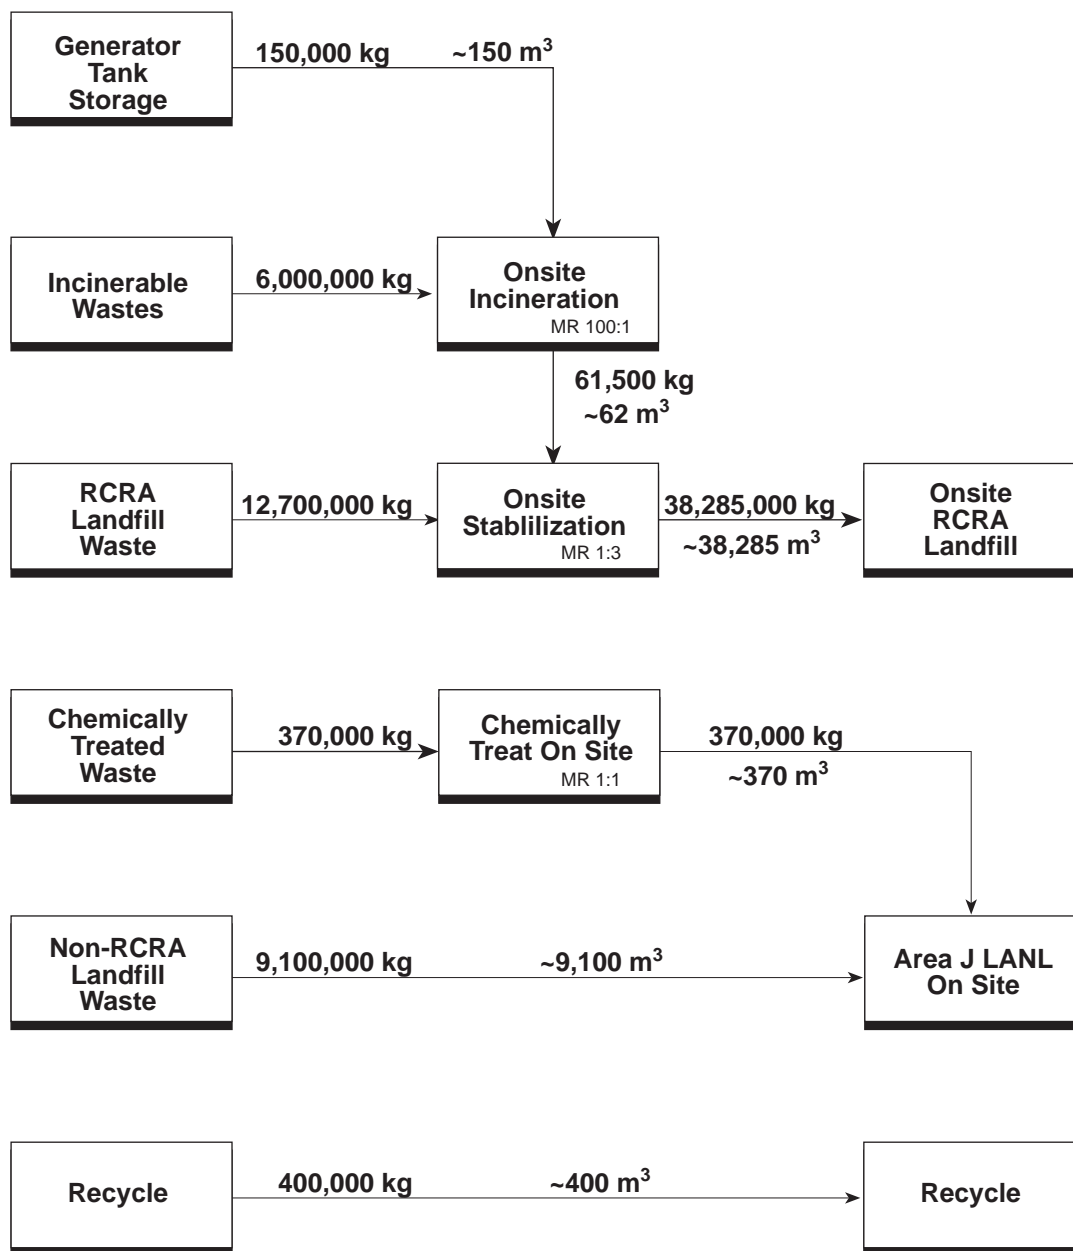 Generator
Tank
Storage
150,000 kg ~150 m³
Incinerable
Wastes
6,000,000 kg
Onsite
Incineration
MR 100:1
61,500 kg
~62 m³
RCRA
Landfill
Waste
12,700,000 kg
Onsite
Stablilization
MR 1:3
38,285,000 kg
~38,285 m³
Onsite
RCRA
Landfill
Chemically
Treated
Waste
370,000 kg
Chemically
Treat On Site
MR 1:1
370,000 kg
~370 m³
Non-RCRA
Landfill
Waste
9,100,000 kg ~9,100 m³
Area J LANL
On Site
Recycle
400,000 kg ~400 m³
Recycle